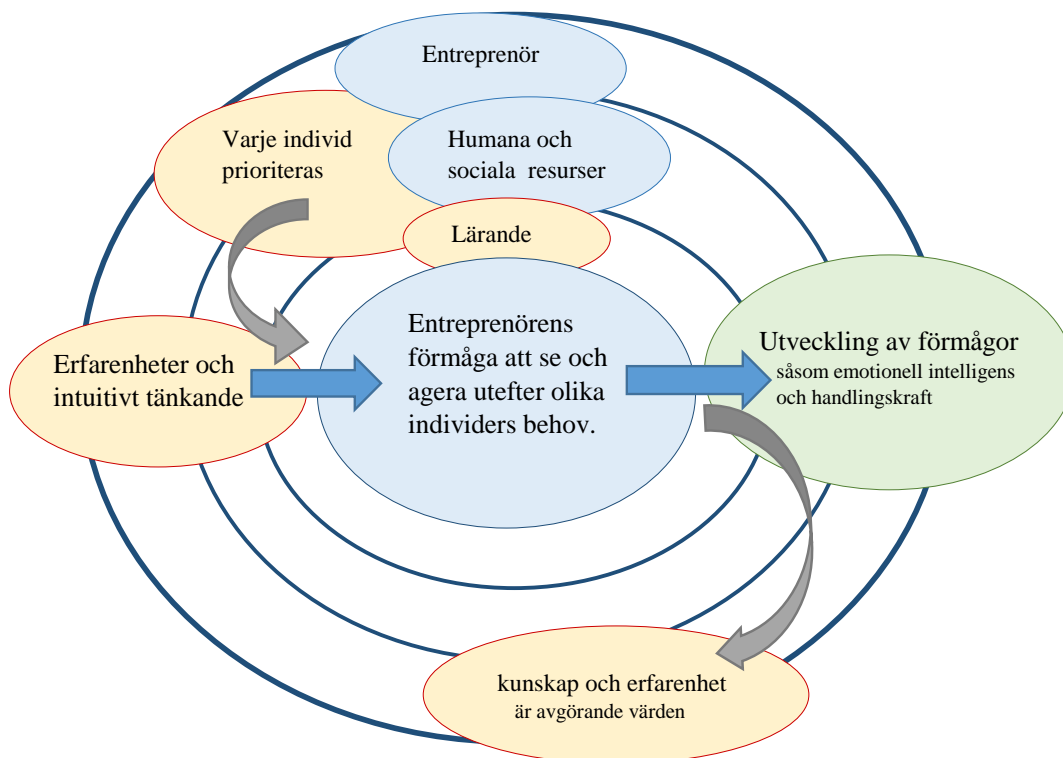 Entreprenör
Varje individ
prioriteras
Humana och
sociala resurser
Lärande
Erfarenheter och
intuitivt tänkande
Entreprenörens
förmåga att se och
agera utefter olika
individers behov.
Utveckling av förmågor
såsom emotionell intelligens
och handlingskraft
kunskap och erfarenhet
är avgörande värden